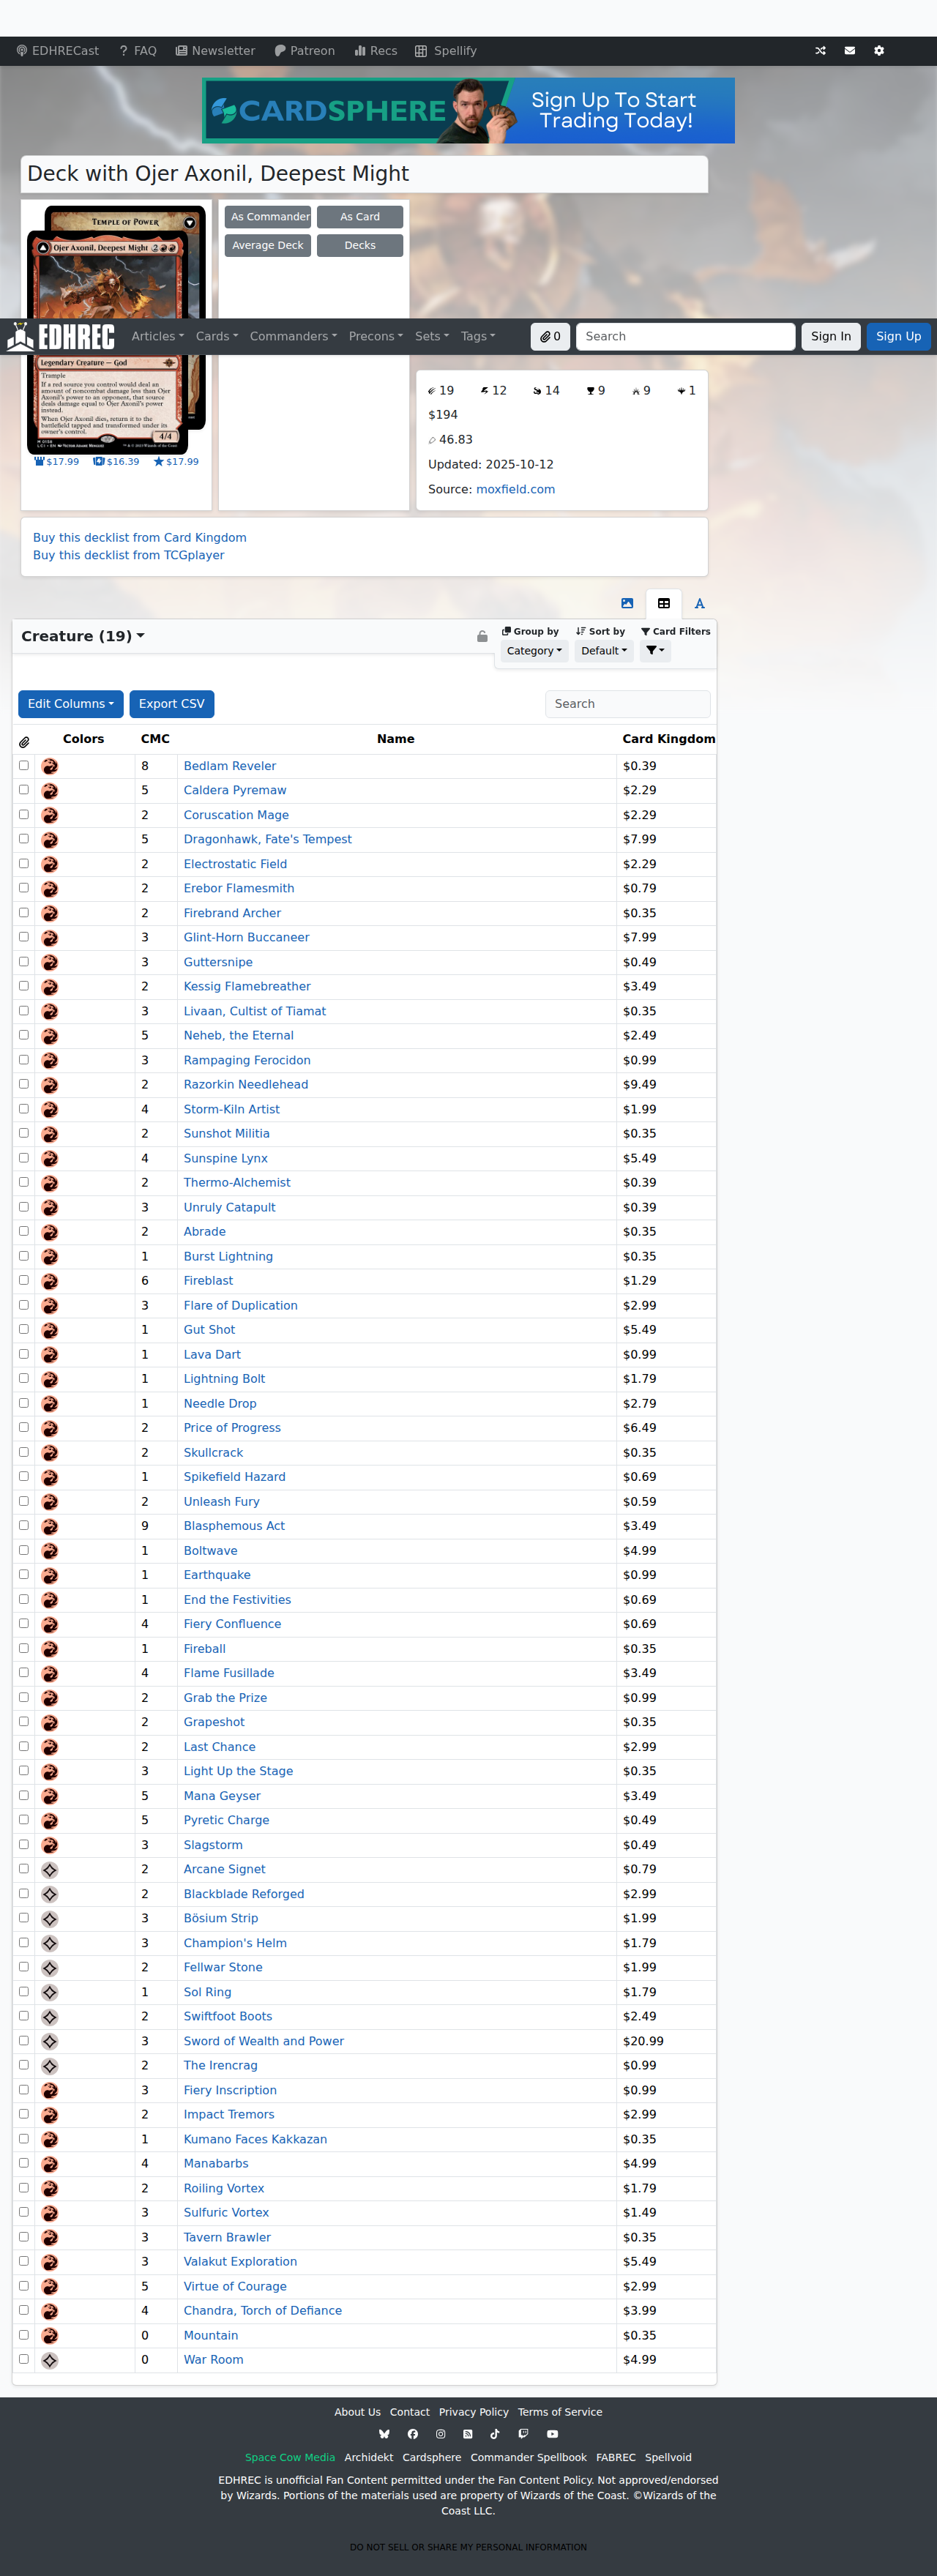 EDHRECast FAQ Newsletter Patreon Recs Spellify
CARDSPHERE Sign Up To Start
Trading Today!
Deck with Ojer Axonil, Deepest Might
TEMPLE OF POWER
Ojer Axonil, Deepest Might 2
As Commander As Card
Average Deck Decks
EDHREC Articles Cards Commanders Precons Sets Tags 0 Search Sign In Sign Up
Legendary Creature — God
Trample
If a red source you control would deal an
amount of noncombat damage less than Ojer
Axonil's power to an opponent, that source
deals damage equal to Ojer Axonil's power
instead.
When Ojer Axonil dies, return it to the
battlefield tapped and transformed under its
owner's control.
4/4
$17.99 $16.39 $17.99
19 12 14 9 9 1
$194
46.83
Updated: 2025-10-12
Source: moxfield.com
Buy this decklist from Card Kingdom
Buy this decklist from TCGplayer
Creature (19) Group by Sort by Card Filters
Category Default
Edit Columns Export CSV Search
Colors CMC Name Card Kingdom
8 Bedlam Reveler $0.39
5 Caldera Pyremaw $2.29
2 Coruscation Mage $2.29
5 Dragonhawk, Fate's Tempest $7.99
2 Electrostatic Field $2.29
2 Erebor Flamesmith $0.79
2 Firebrand Archer $0.35
3 Glint-Horn Buccaneer $7.99
3 Guttersnipe $0.49
2 Kessig Flamebreather $3.49
3 Livaan, Cultist of Tiamat $0.35
5 Neheb, the Eternal $2.49
3 Rampaging Ferocidon $0.99
2 Razorkin Needlehead $9.49
4 Storm-Kiln Artist $1.99
2 Sunshot Militia $0.35
4 Sunspine Lynx $5.49
2 Thermo-Alchemist $0.39
3 Unruly Catapult $0.39
2 Abrade $0.35
1 Burst Lightning $0.35
6 Fireblast $1.29
3 Flare of Duplication $2.99
1 Gut Shot $5.49
1 Lava Dart $0.99
1 Lightning Bolt $1.79
1 Needle Drop $2.79
2 Price of Progress $6.49
2 Skullcrack $0.35
1 Spikefield Hazard $0.69
2 Unleash Fury $0.59
9 Blasphemous Act $3.49
1 Boltwave $4.99
1 Earthquake $0.99
1 End the Festivities $0.69
4 Fiery Confluence $0.69
1 Fireball $0.35
4 Flame Fusillade $3.49
2 Grab the Prize $0.99
2 Grapeshot $0.35
2 Last Chance $2.99
3 Light Up the Stage $0.35
5 Mana Geyser $3.49
5 Pyretic Charge $0.49
3 Slagstorm $0.49
2 Arcane Signet $0.79
2 Blackblade Reforged $2.99
3 Bösium Strip $1.99
3 Champion's Helm $1.79
2 Fellwar Stone $1.99
1 Sol Ring $1.79
2 Swiftfoot Boots $2.49
3 Sword of Wealth and Power $20.99
2 The Irencrag $0.99
3 Fiery Inscription $0.99
2 Impact Tremors $2.99
1 Kumano Faces Kakkazan $0.35
4 Manabarbs $4.99
2 Roiling Vortex $1.79
3 Sulfuric Vortex $1.49
3 Tavern Brawler $0.35
3 Valakut Exploration $5.49
5 Virtue of Courage $2.99
4 Chandra, Torch of Defiance $3.99
0 Mountain $0.35
0 War Room $4.99
About Us Contact Privacy Policy Terms of Service
Space Cow Media Archidekt Cardsphere Commander Spellbook FABREC Spellvoid
EDHREC is unofficial Fan Content permitted under the Fan Content Policy. Not approved/endorsed
by Wizards. Portions of the materials used are property of Wizards of the Coast. ©Wizards of the
Coast LLC.
DO NOT SELL OR SHARE MY PERSONAL INFORMATION